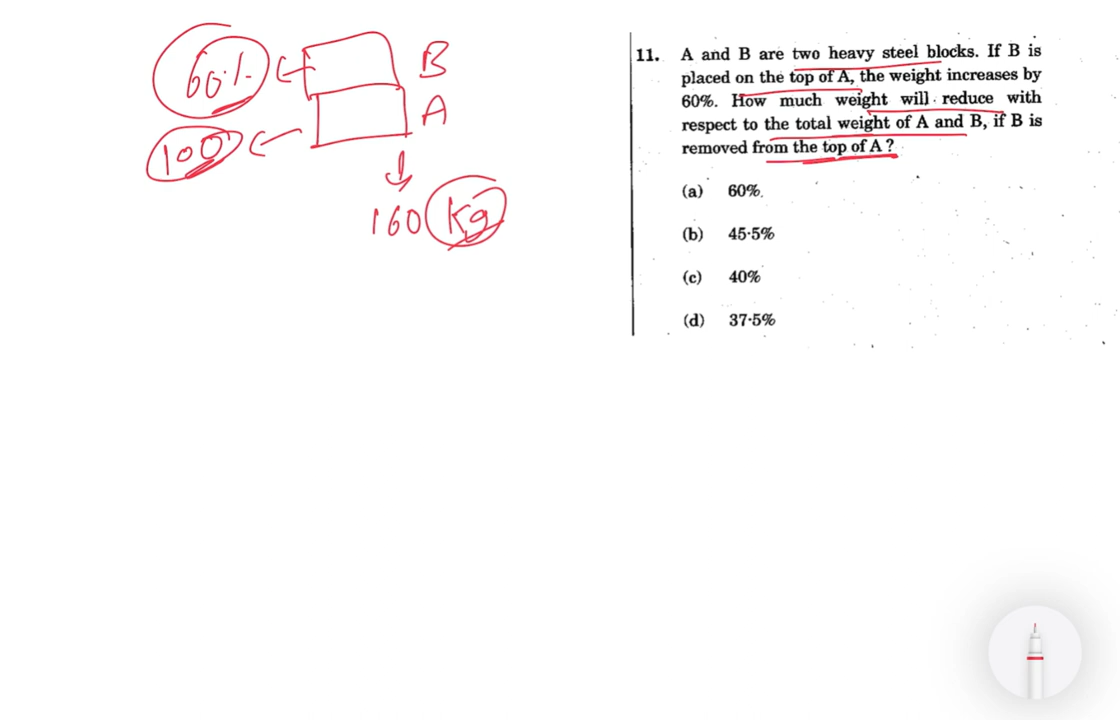 60%
B
A
100
160 kg
11. A and B are two heavy steel blocks. If B is
placed on the top of A, the weight increases by
60%. How much weight will reduce with
respect to the total weight of A and B, if B is
removed from the top of A?
(a) 60%
(b) 45·5%
(c) 40%
(d) 37·5%